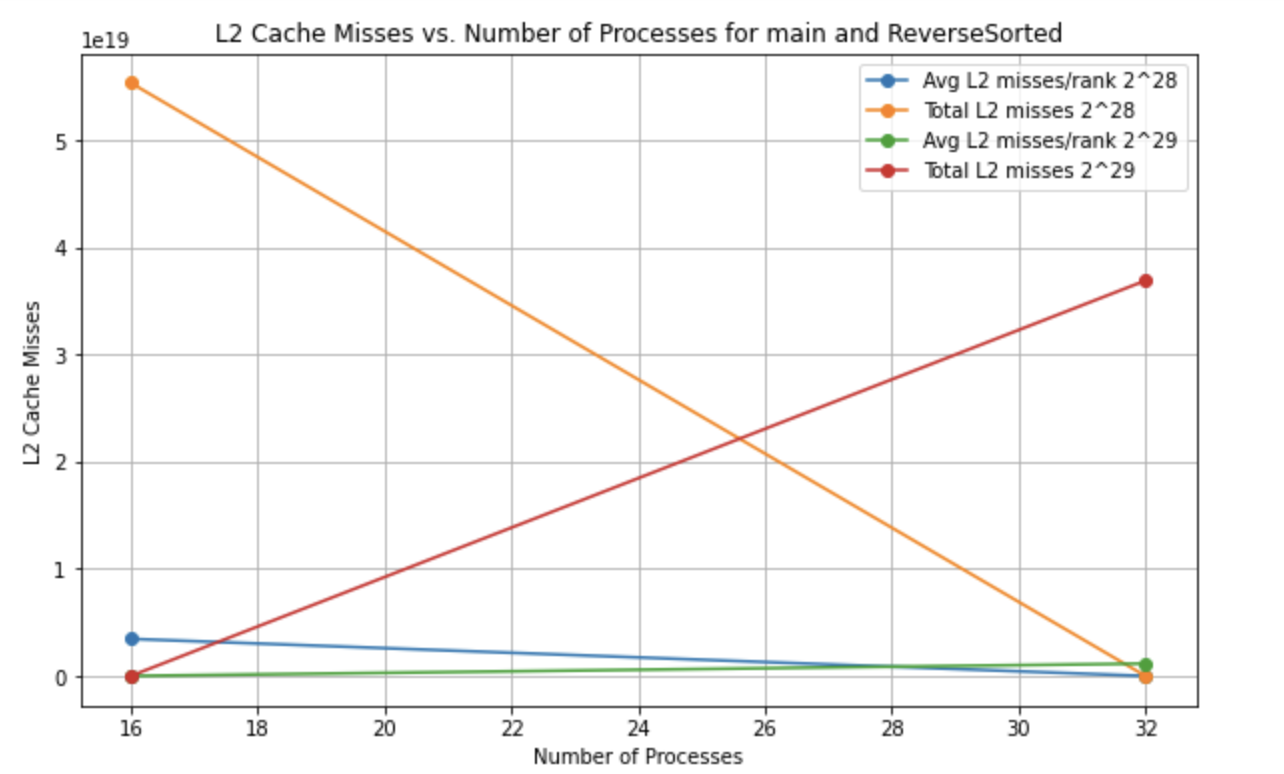 L2 Cache Misses vs. Number of Processes for main and ReverseSorted
1e19
Avg L2 misses/rank 2^28
Total L2 misses 2^28
Avg L2 misses/rank 2^29
Total L2 misses 2^29
5
4
3
2
1
0
L2 Cache Misses
16 18 20 22 24 26 28 30 32
Number of Processes